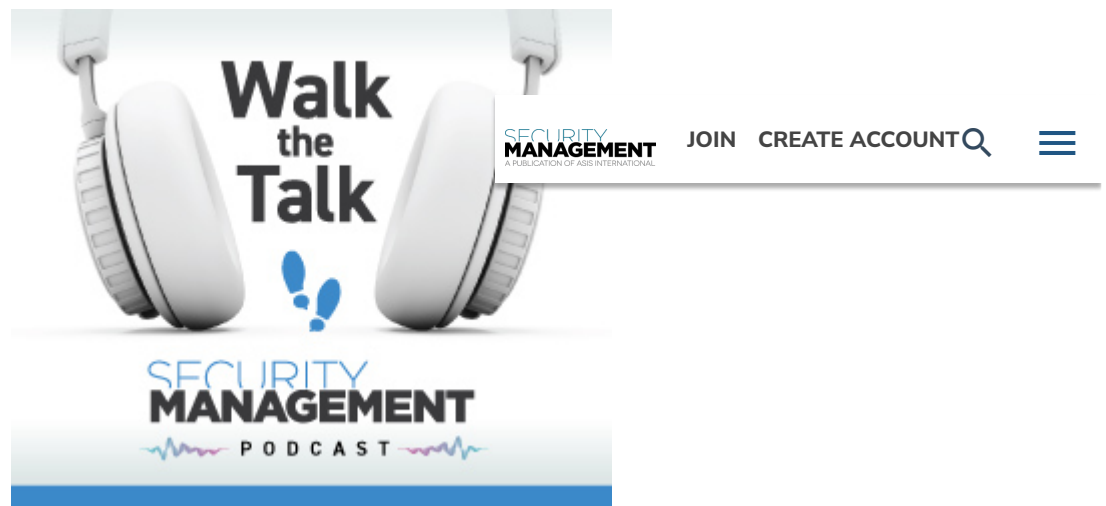 Walk
the
Talk
SECURITY
MANAGEMENT
PODCAST
SECURITY
MANAGEMENT
A PUBLICATION OF ASIS INTERNATIONAL
JOIN
CREATE ACCOUNT